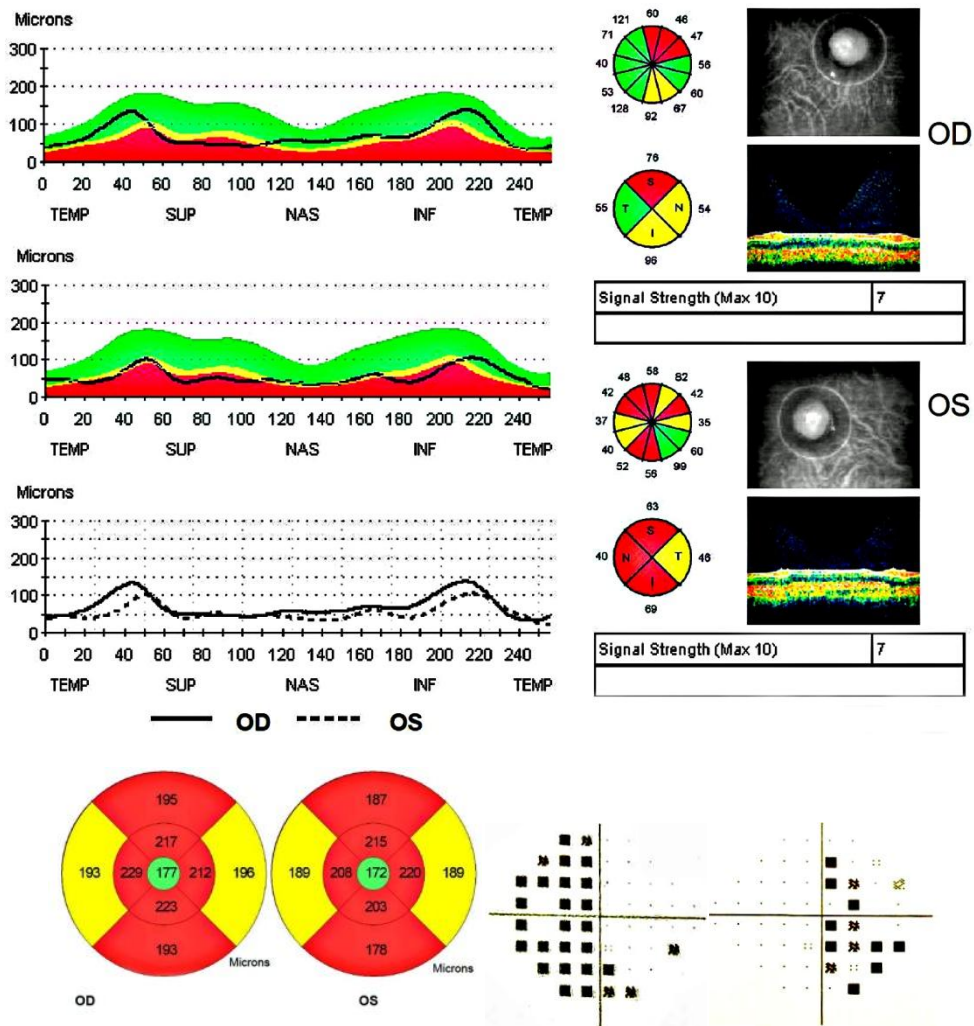 Microns
300
200
100
0
0 20 40 60 80 100 120 140 160 180 200 220 240
TEMP SUP NAS INF TEMP
121 60 46
71 47
40 56
53 60
128 92 67
76
S
55 T N 54
I
96
OD
Signal Strength (Max 10) 7
Microns
300
200
100
0
0 20 40 60 80 100 120 140 160 180 200 220 240
TEMP SUP NAS INF TEMP
48 58 82
42 42
37 35
40 60
52 56 99
63
S
40 N T 46
I
69
OS
Signal Strength (Max 10) 7
Microns
300
200
100
0
0 20 40 60 80 100 120 140 160 180 200 220 240
TEMP SUP NAS INF TEMP
OD OS
195
217
193 229 177 212 196
223
193
Microns
OD
187
215
189 208 172 220 189
203
178
Microns
OS